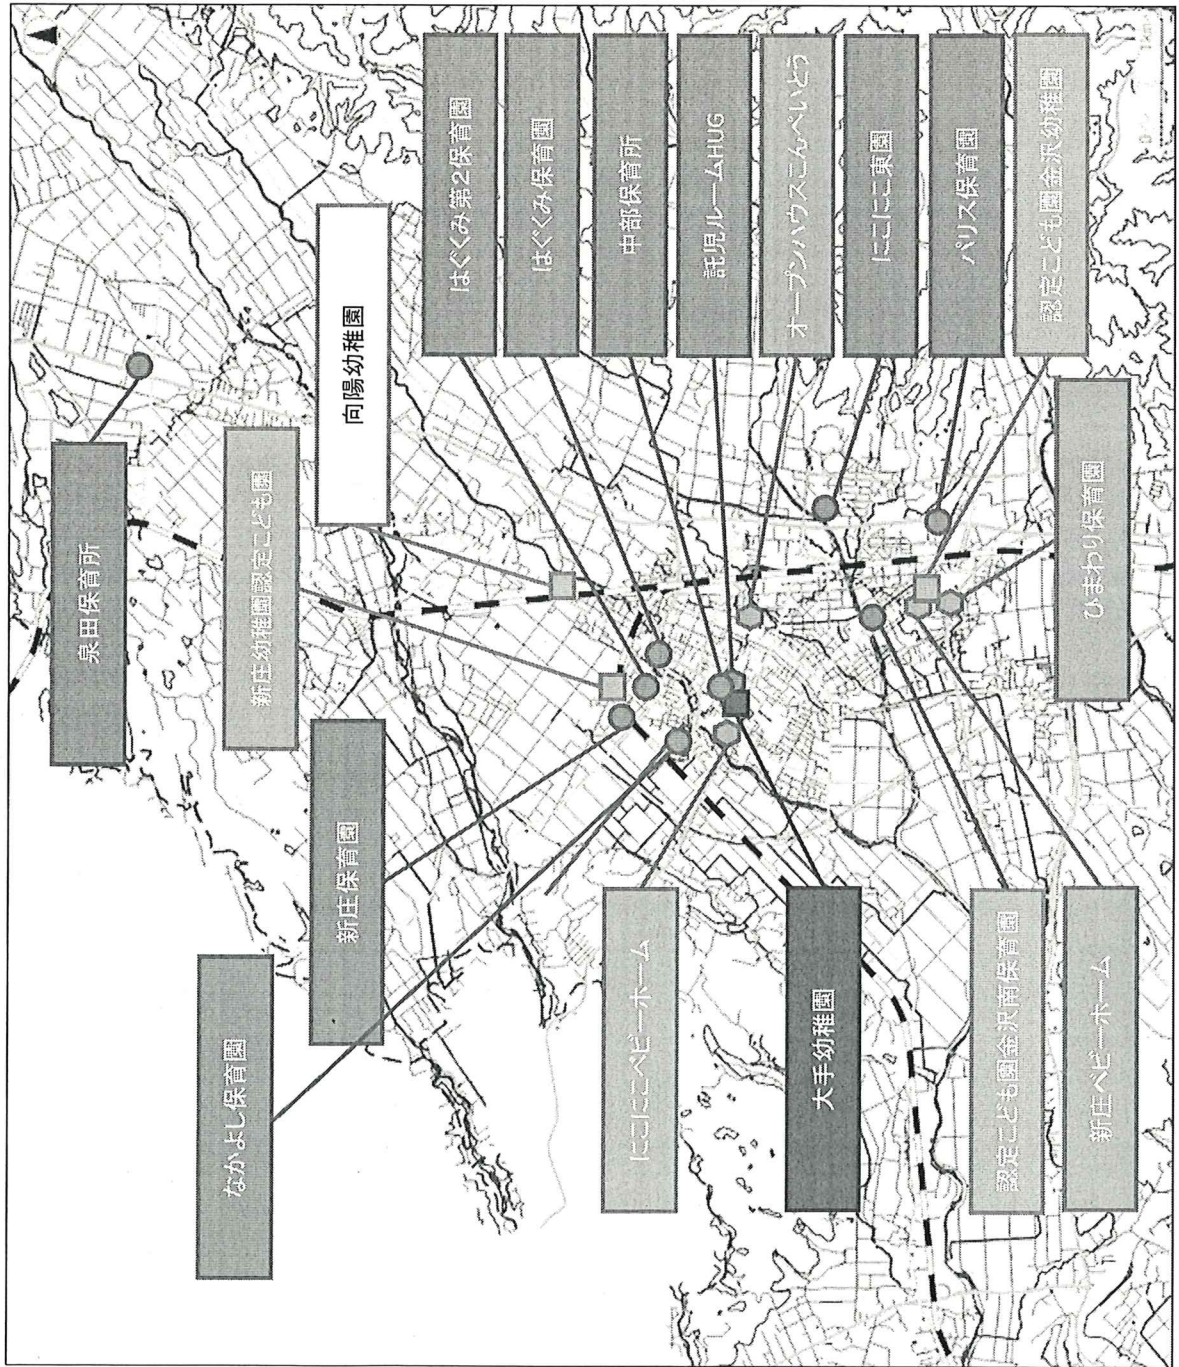 泉田保育所
なかよし保育園
新庄幼稚園認定こども園
新庄保育園
向陽幼稚園
はぐくみ第2保育園
はぐくみ保育園
中部保育所
にこにこベビーホーム
託児ルームHUG
オープンハウスこんぺいとう
大手幼稚園
にこにこ東園
パリス保育園
認定こども園金沢南保育園
認定こども園金沢幼稚園
ひまわり保育園
新庄ベビーホーム
1km